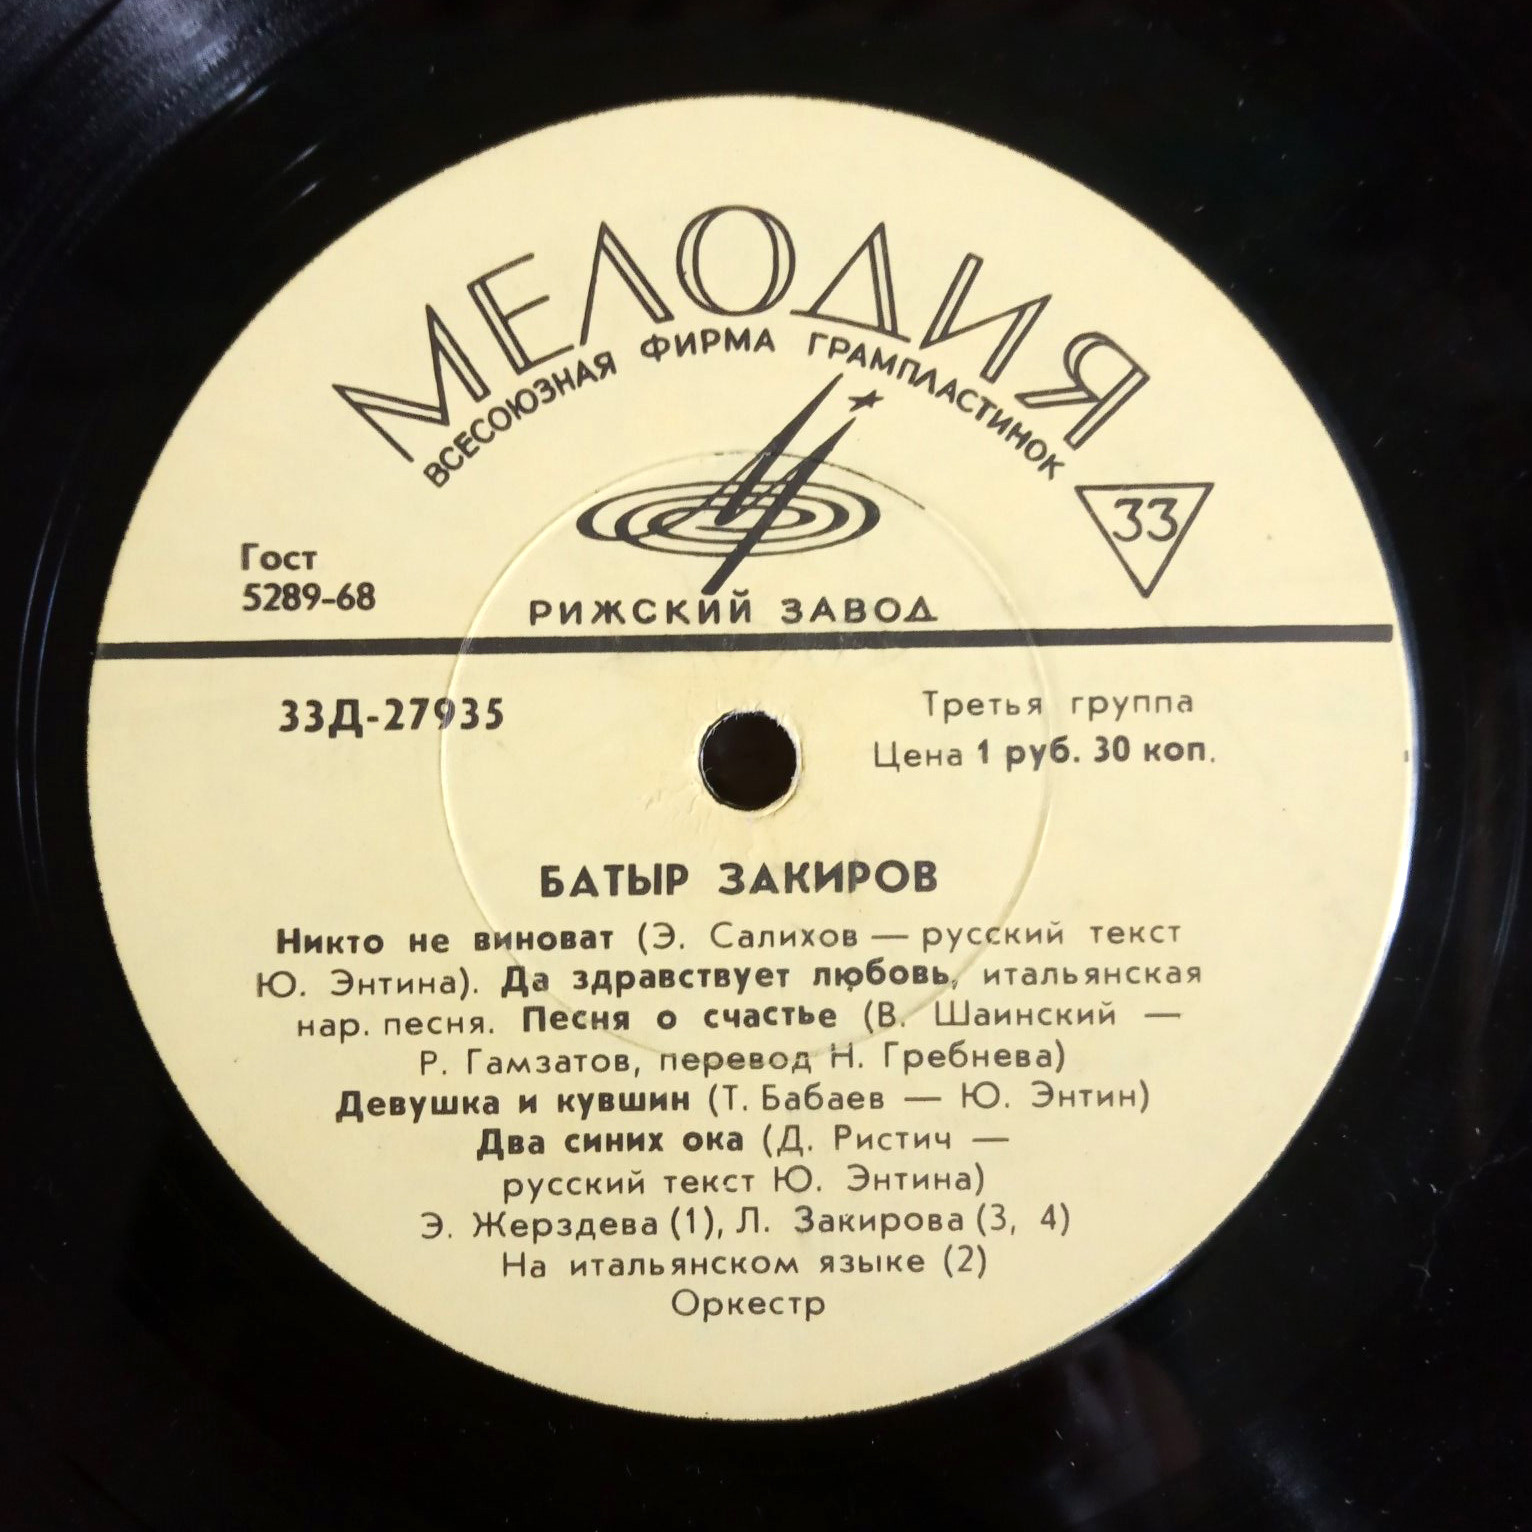 МЕЛОДИЯ
ВСЕСОЮЗНАЯ ФИРМА ГРАМПЛАСТИНОК
33
Гост
5289-68
РИЖСКИЙ ЗАВОД
33Д-27935
Третья группа
Цена 1 руб. 30 коп.
БАТЫР ЗАКИРОВ
Никто не виноват (Э. Салихов — русский текст
Ю. Энтина). Да здравствует любовь, итальянская
нар. песня. Песня о счастье (В. Шаинский —
Р. Гамзатов, перевод Н. Гребнева)
Девушка и кувшин (Т. Бабаев — Ю. Энтин)
Два синих ока (Д. Ристич —
русский текст Ю. Энтина)
Э. Жерздева (1), Л. Закирова (3, 4)
На итальянском языке (2)
Оркестр